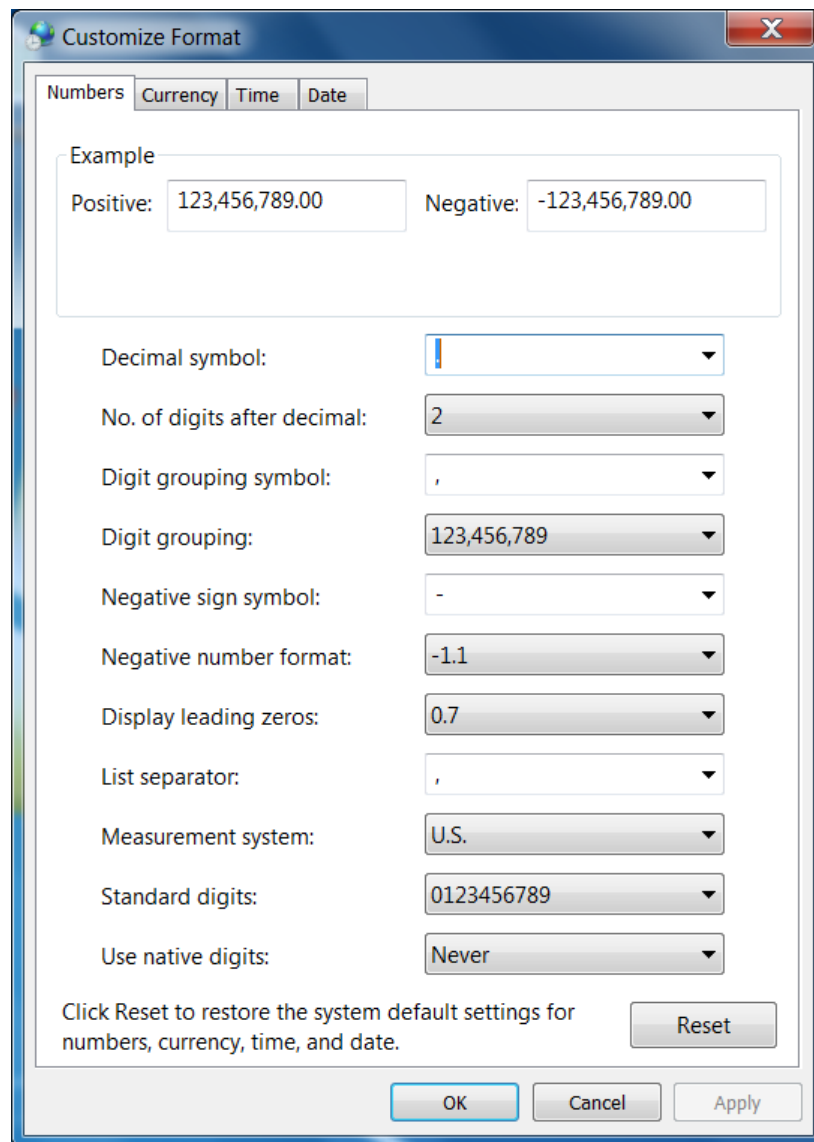 Customize Format
X
Numbers Currency Time Date
Example
Positive: 123,456,789.00 Negative: -123,456,789.00
Decimal symbol: .
No. of digits after decimal: 2
Digit grouping symbol: ,
Digit grouping: 123,456,789
Negative sign symbol: -
Negative number format: -1.1
Display leading zeros: 0.7
List separator: ,
Measurement system: U.S.
Standard digits: 0123456789
Use native digits: Never
Click Reset to restore the system default settings for
numbers, currency, time, and date.
Reset
OK Cancel Apply